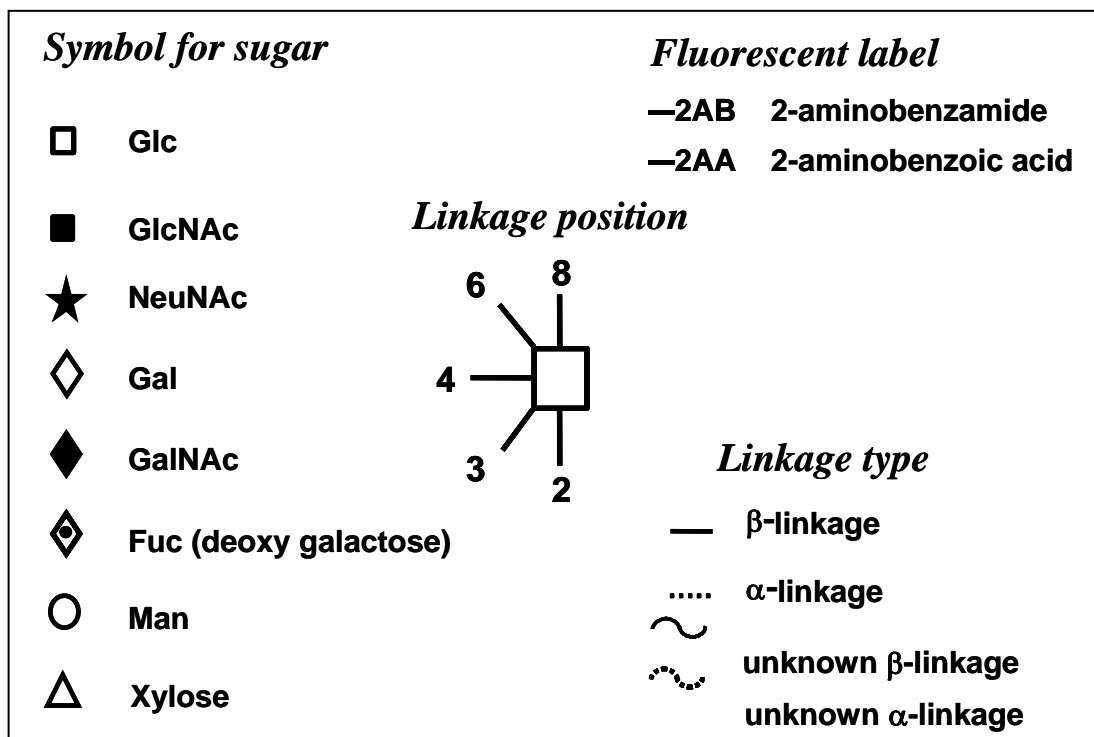 Symbol for sugar
Glc
GlcNAc
NeuNAc
Gal
GalNAc
Fuc (deoxy galactose)
Man
Xylose
Fluorescent label
—2AB 2-aminobenzamide
—2AA 2-aminobenzoic acid
Linkage position
8
6
4
3
2
Linkage type
β-linkage
α-linkage
unknown β-linkage
unknown α-linkage